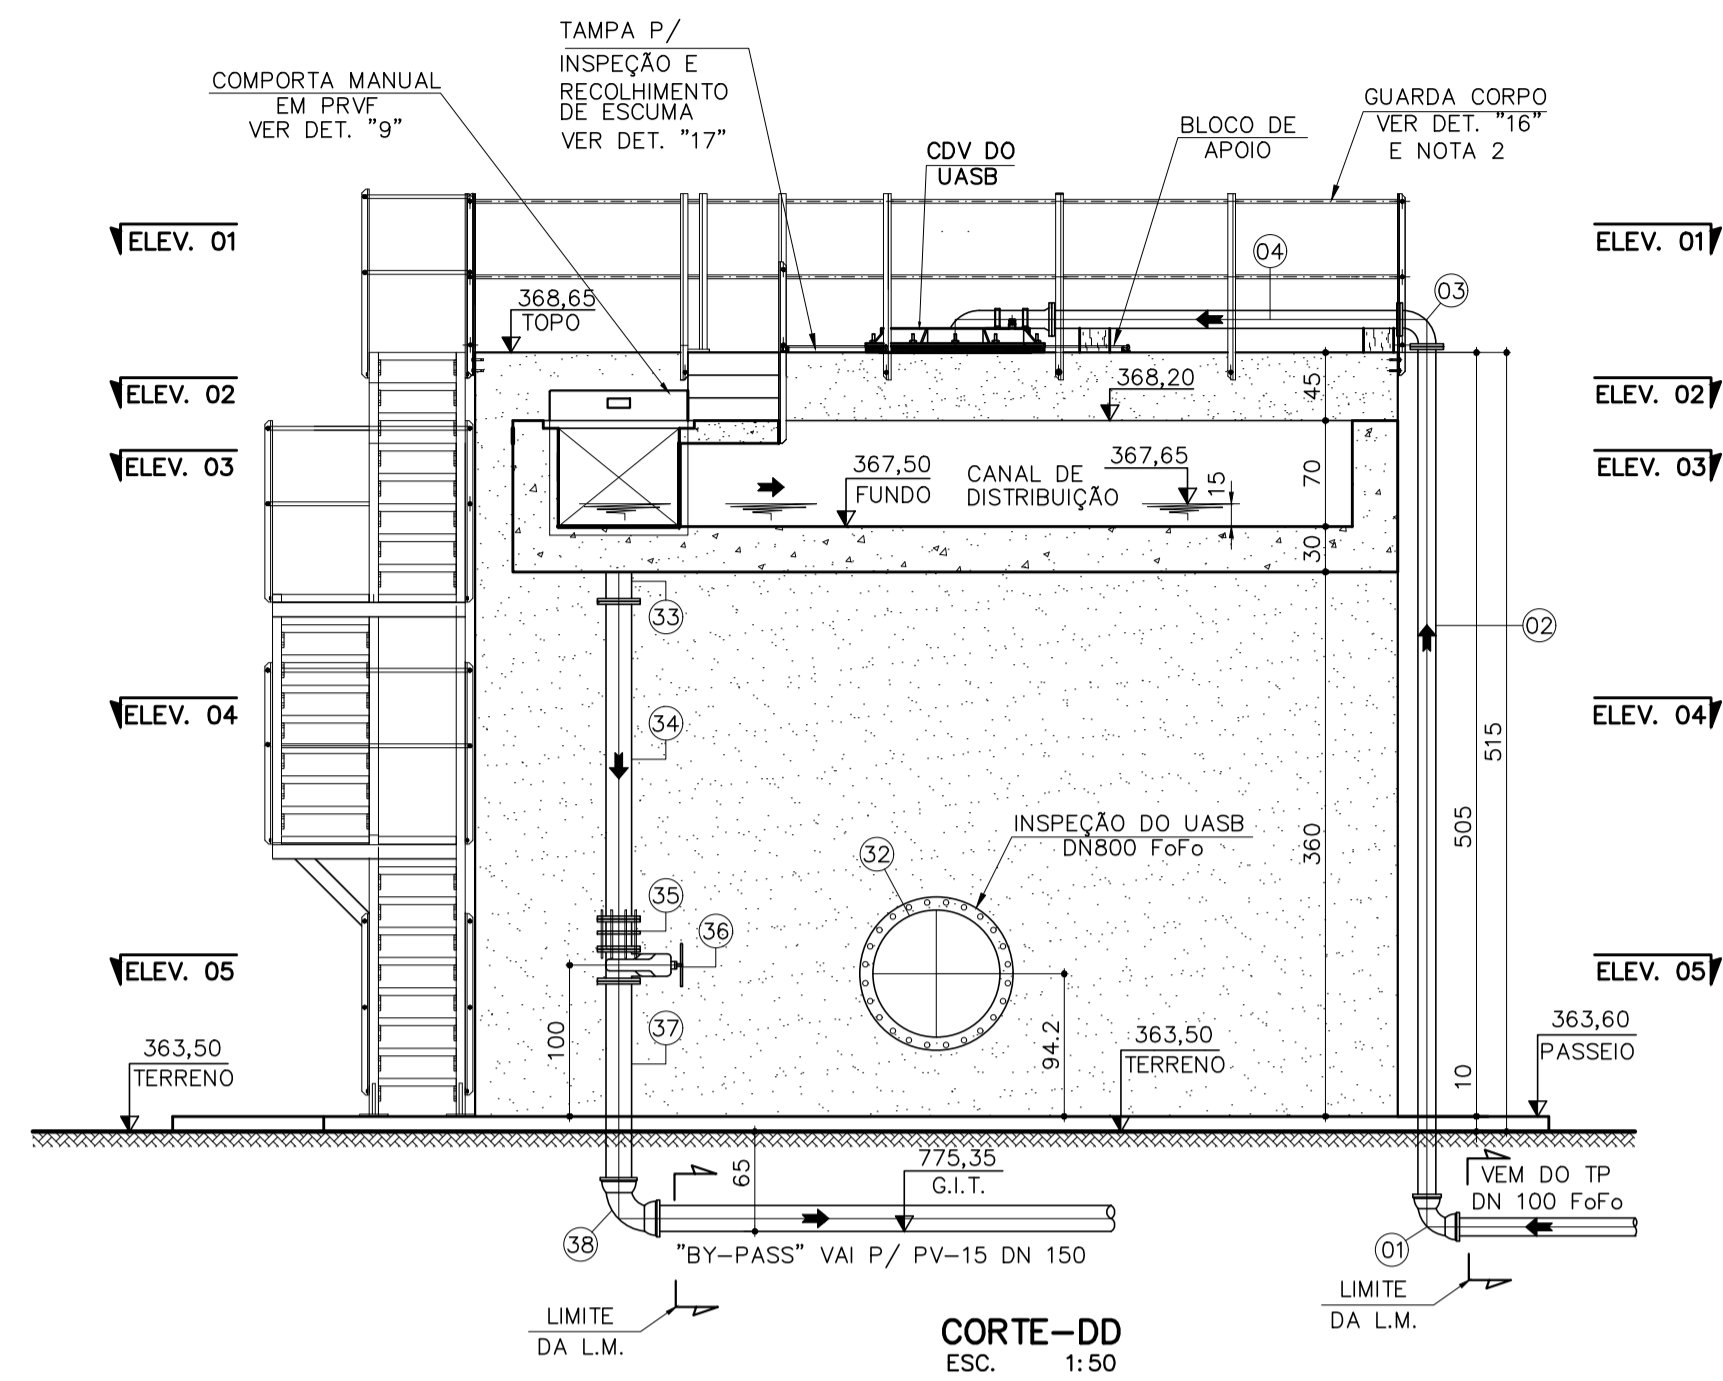 TAMPA P/
INSPEÇÃO E
RECOLHIMENTO
DE ESCUMA
VER DET. "17"
COMPORTA MANUAL
EM PRVF
VER DET. "9"
GUARDA CORPO
VER DET. "16"
E NOTA 2
BLOCO DE
APOIO
CDV DO
UASB
ELEV. 01
ELEV. 01
04
03
368,65
TOPO
368,20
45
ELEV. 02
ELEV. 02
ELEV. 03
ELEV. 03
367,50
FUNDO
CANAL DE
DISTRIBUIÇÃO
367,65
15
70
30
33
02
34
ELEV. 04
ELEV. 04
515
505
360
INSPEÇÃO DO UASB
DN800 FoFo
32
35
36
ELEV. 05
ELEV. 05
37
100
94.2
363,50
TERRENO
363,50
TERRENO
363,60
PASSEIO
10
65
775,35
G.I.T.
VEM DO TP
DN 100 FoFo
38
01
"BY-PASS" VAI P/ PV-15 DN 150
LIMITE
DA L.M.
LIMITE
DA L.M.
CORTE-DD
ESC. 1:50